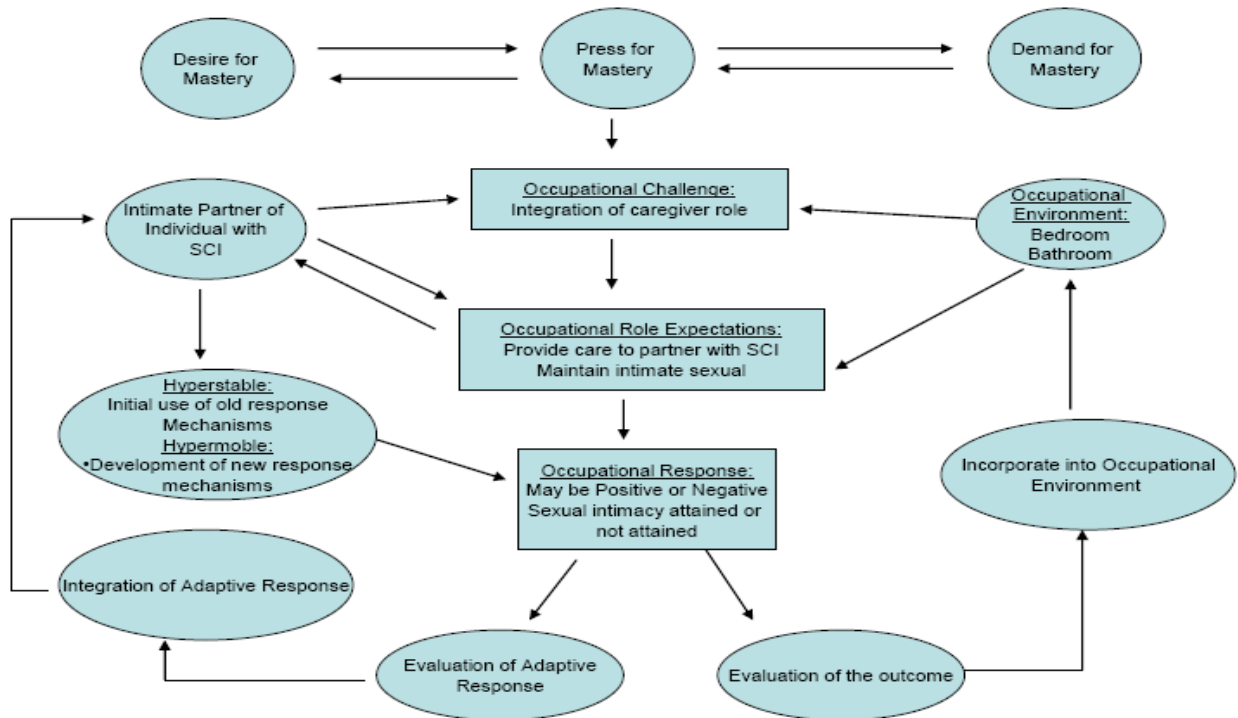 Desire for
Mastery
Press for
Mastery
Demand for
Mastery
Intimate Partner of
Individual with
SCI
Occupational Challenge:
Integration of caregiver role
Occupational
Environment:
Bedroom
Bathroom
Occupational Role Expectations:
Provide care to partner with SCI
Maintain intimate sexual
Hyperstable:
Initial use of old response
Mechanisms
Hypermoble:
•Development of new response
mechanisms
Occupational Response:
May be Positive or Negative
Sexual intimacy attained or
not attained
Incorporate into Occupational
Environment
Integration of Adaptive Response
Evaluation of Adaptive
Response
Evaluation of the outcome